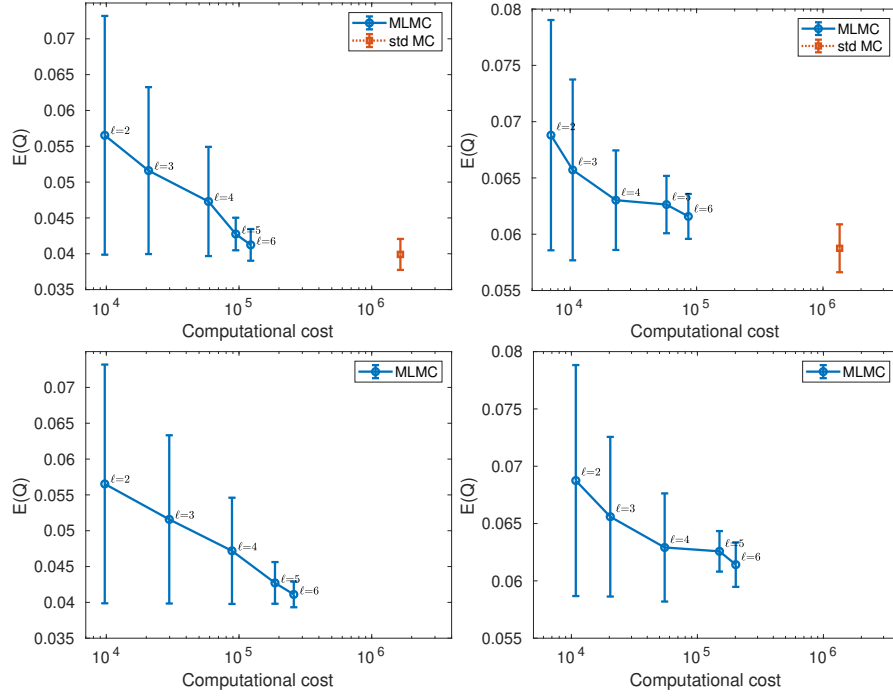 MLMC
std MC
E(Q)
0.07
0.065
0.06
0.055
0.05
0.045
0.04
0.035
ℓ=2
ℓ=3
ℓ=4
ℓ=5
ℓ=6
10^4
10^5
10^6
Computational cost
MLMC
std MC
E(Q)
0.08
0.075
0.07
0.065
0.06
0.055
ℓ=2
ℓ=3
ℓ=4
ℓ=5
ℓ=6
10^4
10^5
10^6
Computational cost
MLMC
E(Q)
0.07
0.065
0.06
0.055
0.05
0.045
0.04
0.035
ℓ=2
ℓ=3
ℓ=4
ℓ=5
ℓ=6
10^4
10^5
10^6
Computational cost
MLMC
E(Q)
0.08
0.075
0.07
0.065
0.06
0.055
ℓ=2
ℓ=3
ℓ=4
ℓ=5
ℓ=6
10^4
10^5
10^6
Computational cost